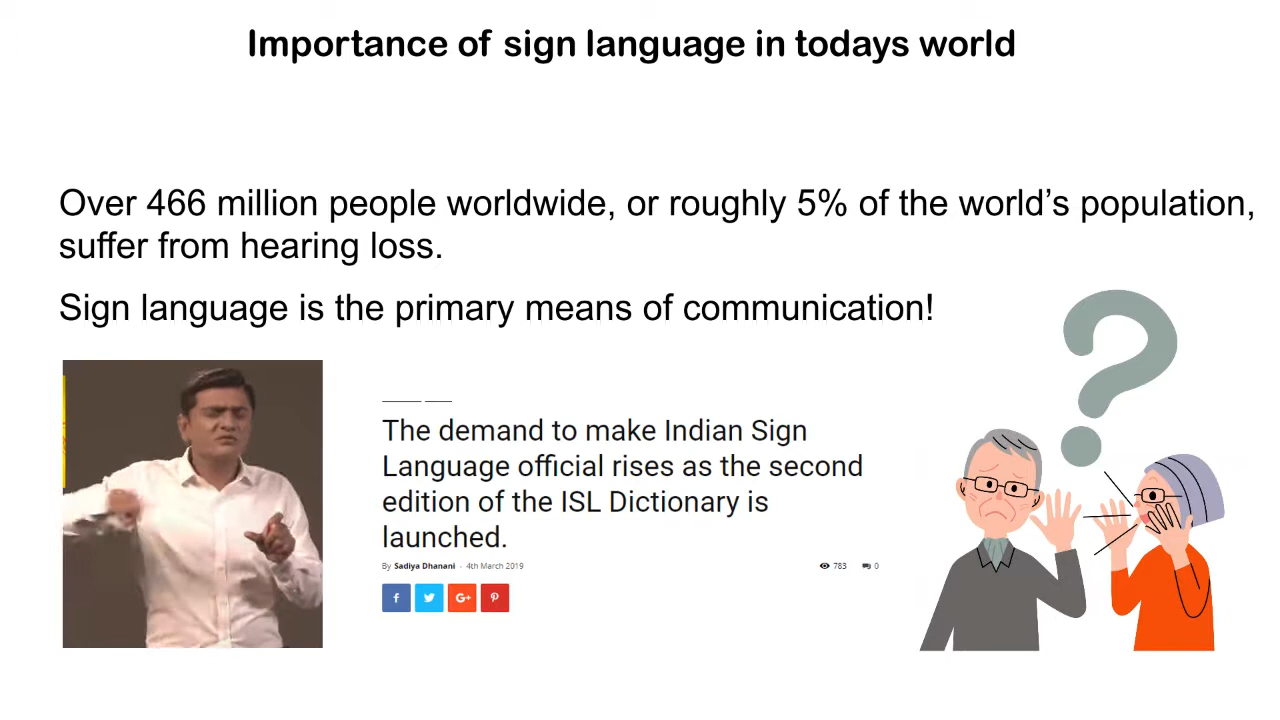 Importance of sign language in todays world
Over 466 million people worldwide, or roughly 5% of the world’s population,
suffer from hearing loss.
Sign language is the primary means of communication!
The demand to make Indian Sign
Language official rises as the second
edition of the ISL Dictionary is
launched.
By Sadiya Dhanani - 4th March 2019 783 0
f G+
?